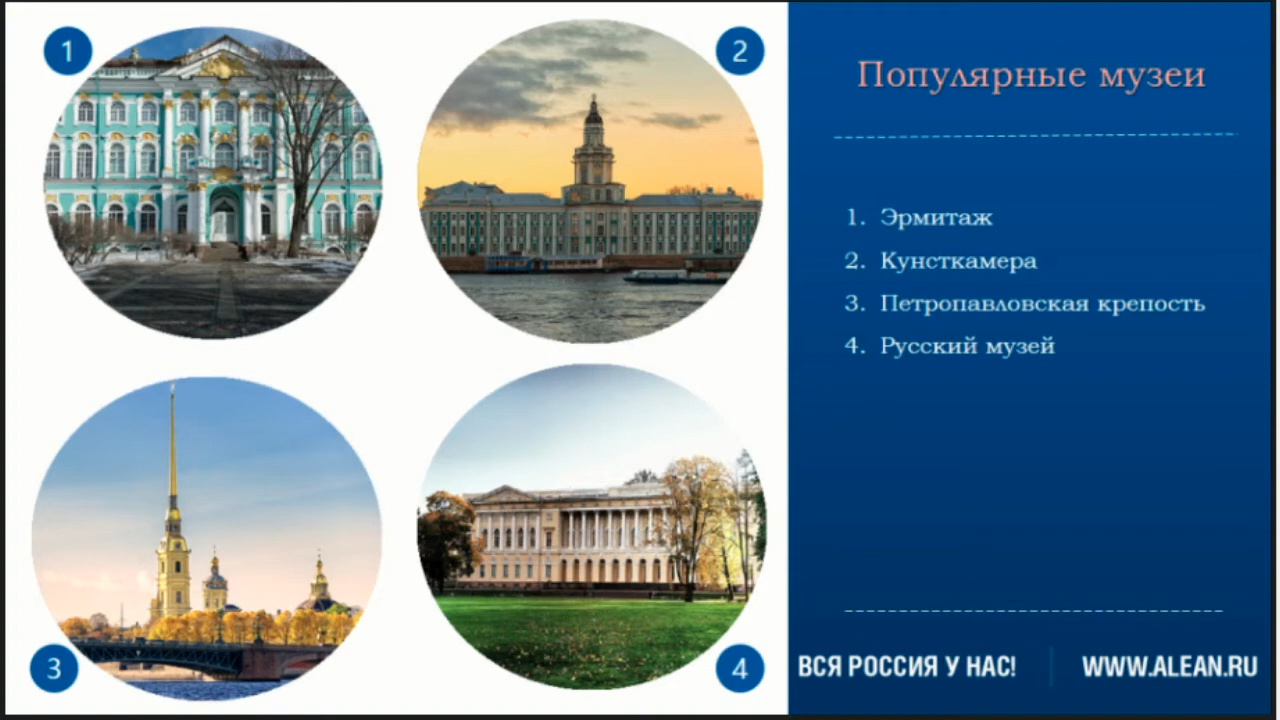 1
2
3
4
Популярные музеи
1. Эрмитаж
2. Кунсткамера
3. Петропавловская крепость
4. Русский музей
ВСЯ РОССИЯ У НАС!
WWW.ALEAN.RU